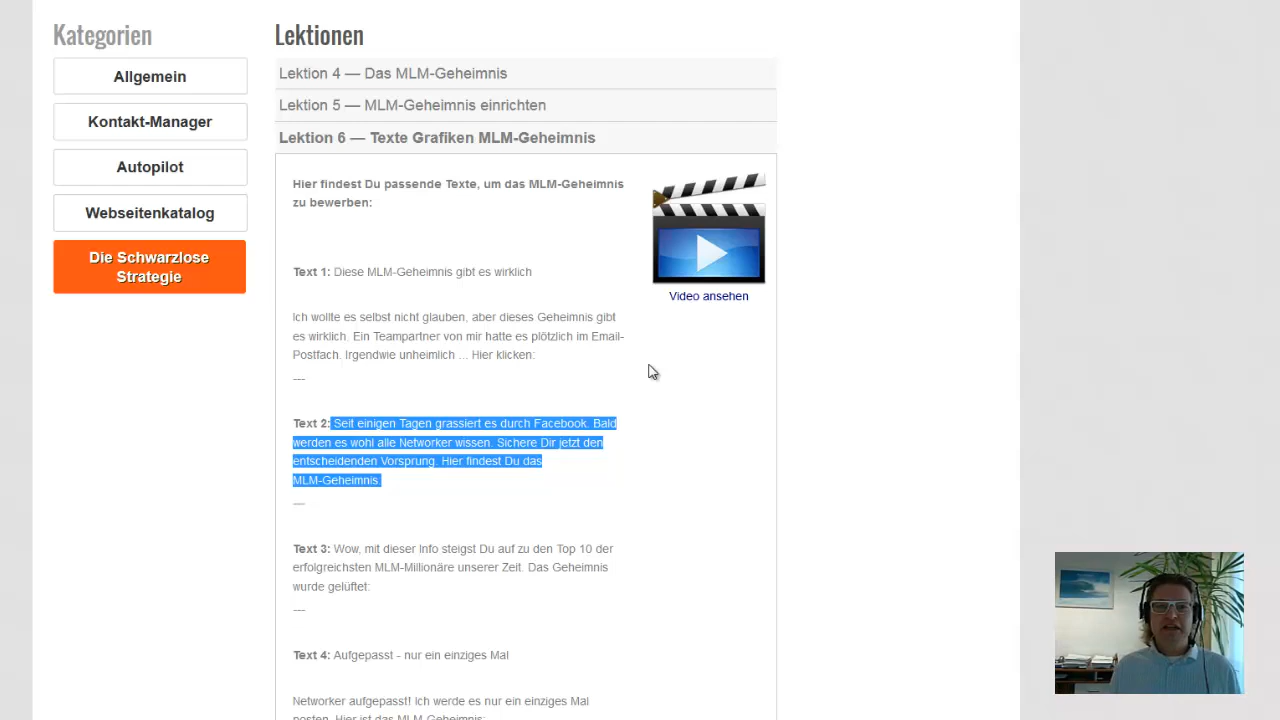 Kategorien
Allgemein
Kontakt-Manager
Autopilot
Webseitenkatalog
Die Schwarzlose
Strategie
Lektionen
Lektion 4 — Das MLM-Geheimnis
Lektion 5 — MLM-Geheimnis einrichten
Lektion 6 — Texte Grafiken MLM-Geheimnis
Hier findest Du passende Texte, um das MLM-Geheimnis
zu bewerben:
Text 1: Diese MLM-Geheimnis gibt es wirklich
Ich wollte es selbst nicht glauben, aber dieses Geheimnis gibt
es wirklich. Ein Teampartner von mir hatte es plötzlich im Email-
Postfach. Irgendwie unheimlich ... Hier klicken:
---
Text 2: Seit einigen Tagen grassiert es durch Facebook. Bald
werden es wohl alle Networker wissen. Sichere Dir jetzt den
entscheidenden Vorsprung. Hier findest Du das
MLM-Geheimnis.
---
Text 3: Wow, mit dieser Info steigst Du auf zu den Top 10 der
erfolgreichsten MLM-Millionäre unserer Zeit. Das Geheimnis
wurde gelüftet:
---
Text 4: Aufgepasst - nur ein einziges Mal
Networker aufgepasst!! Ich werde es nur ein einziges Mal
posten. Hier ist das MLM-Geheimnis:
Video ansehen